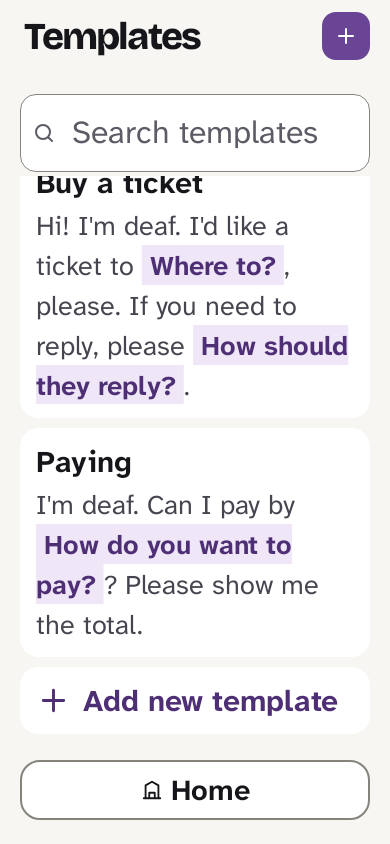 Templates
Search templates
Buy a ticket
Hi! I'm deaf. I'd like a
ticket to Where to?,
please. If you need to
reply, please How should
they reply?.
Paying
I'm deaf. Can I pay by
How do you want to
pay?? Please show me
the total.
Add new template
Home